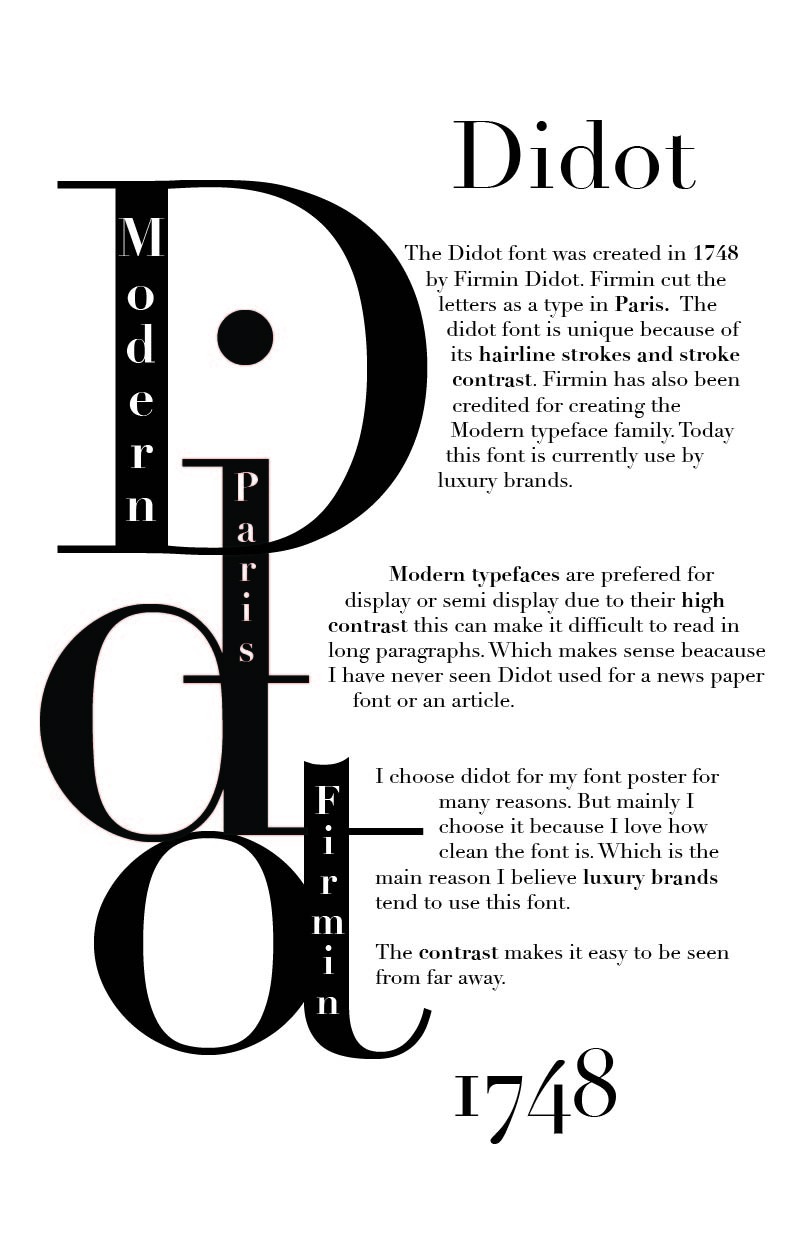 Didot
Modern
Paris
Firmin
The Didot font was created in 1748
by Firmin Didot. Firmin cut the
letters as a type in Paris. The
didot font is unique because of
its hairline strokes and stroke
contrast. Firmin has also been
credited for creating the
Modern typeface family. Today
this font is currently use by
luxury brands.
Modern typefaces are prefered for
display or semi display due to their high
contrast this can make it difficult to read in
long paragraphs. Which makes sense beacause
I have never seen Didot used for a news paper
font or an article.
I choose didot for my font poster for
many reasons. But mainly I
choose it because I love how
clean the font is. Which is the
main reason I believe luxury brands
tend to use this font.
The contrast makes it easy to be seen
from far away.
1748